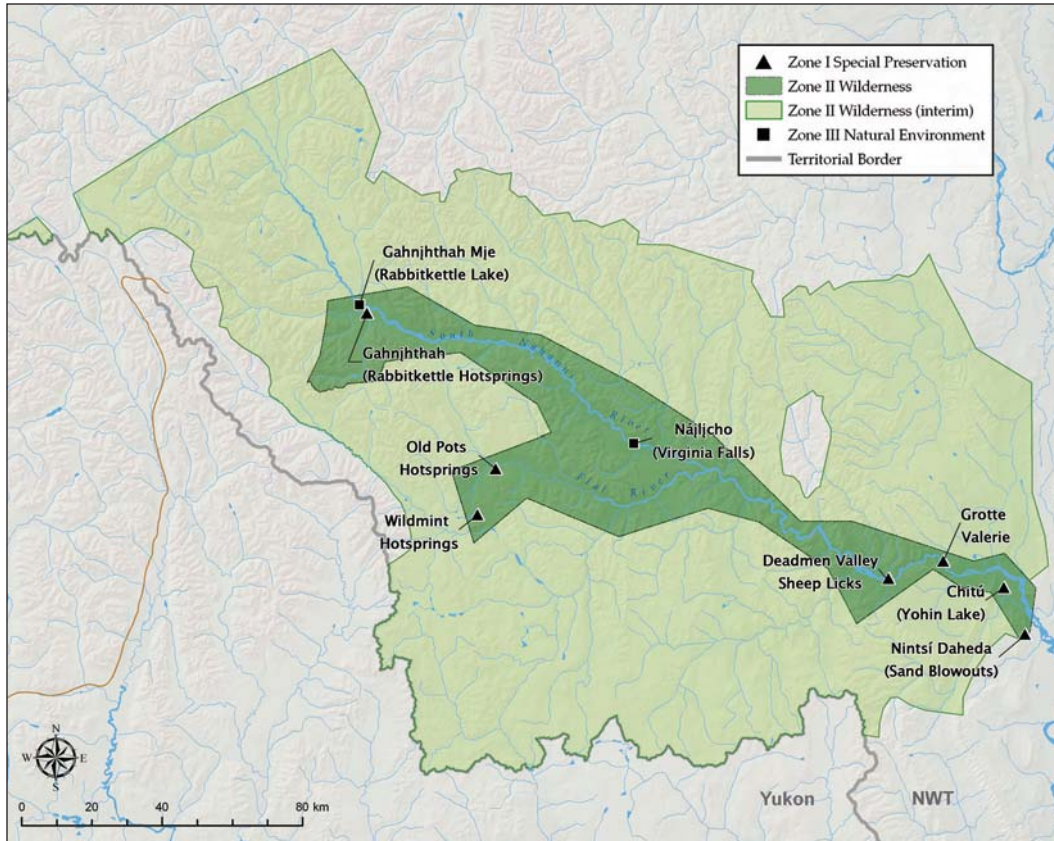 Zone I Special Preservation
Zone II Wilderness
Zone II Wilderness (interim)
Zone III Natural Environment
Territorial Border
Gahnįhthah Mįe
(Rabbitkettle Lake)
South Nahanni River
Gahnįhthah
(Rabbitkettle Hotsprings)
Náįlįcho
(Virginia Falls)
Old Pots
Hotsprings
Flat River
Wildmint
Hotsprings
Grotte
Valerie
Deadmen Valley
Sheep Licks
Chitú
(Yohin Lake)
Nintsí Daheda
(Sand Blowouts)
N
W E
S
0 20 40 80 km
Yukon NWT